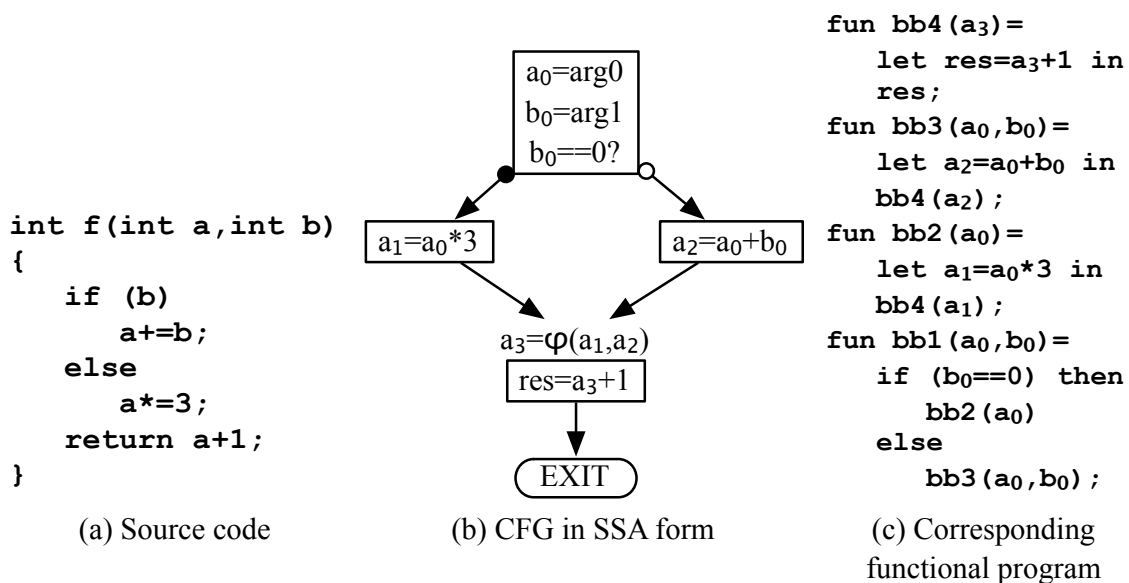 int f(int a,int b)
{
if (b)
a+=b;
else
a*=3;
return a+1;
}
(a) Source code
a₀=arg0
b₀=arg1
b₀==0?
a₁=a₀*3
a₂=a₀+b₀
a₃=φ(a₁,a₂)
res=a₃+1
EXIT
(b) CFG in SSA form
fun bb4(a₃)=
let res=a₃+1 in
res;
fun bb3(a₀,b₀)=
let a₂=a₀+b₀ in
bb4(a₂);
fun bb2(a₀)=
let a₁=a₀*3 in
bb4(a₁);
fun bb1(a₀,b₀)=
if (b₀==0) then
bb2(a₀)
else
bb3(a₀,b₀);
(c) Corresponding
functional program